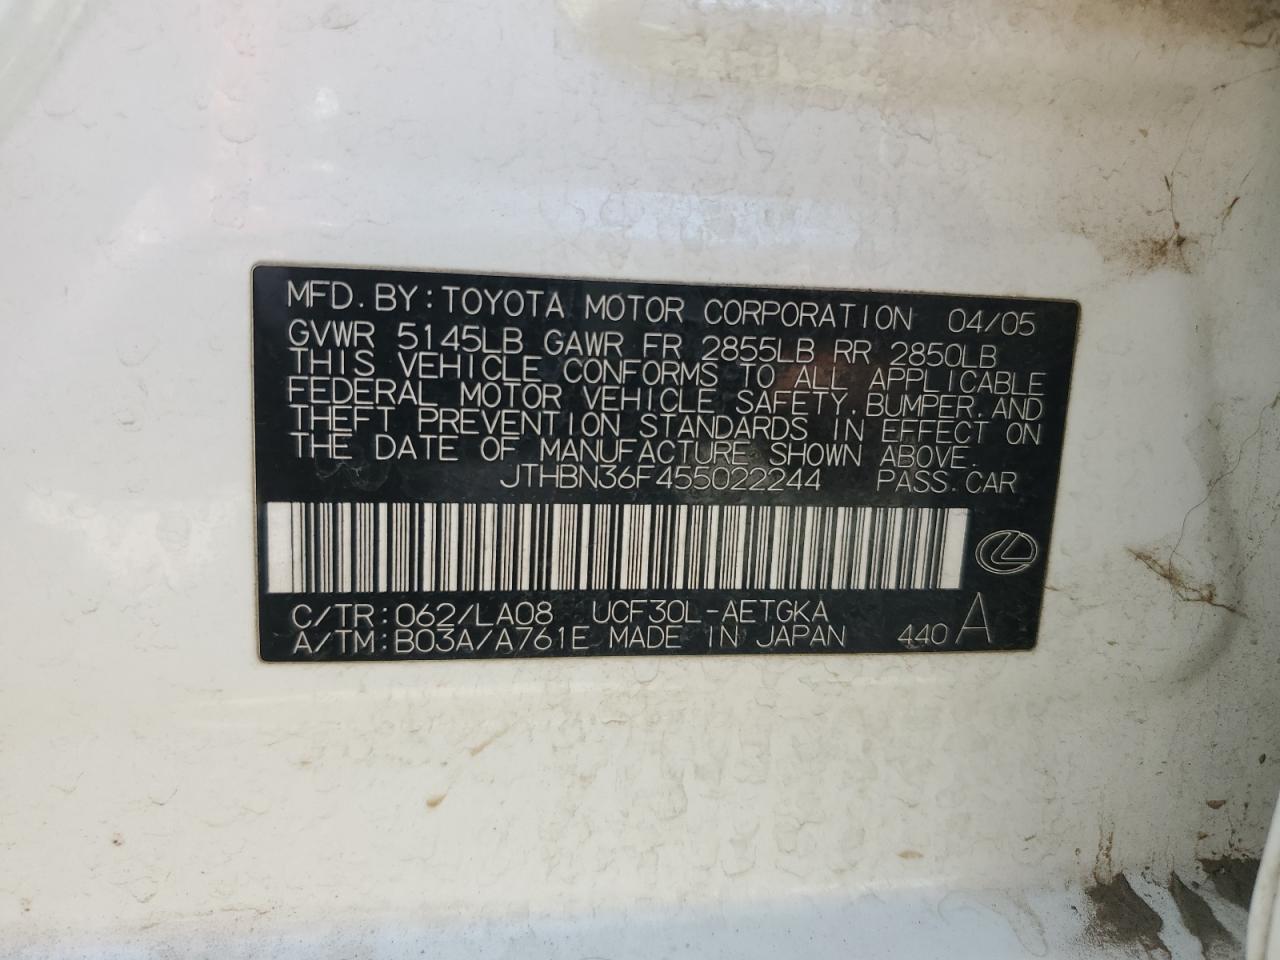 MFD. BY: TOYOTA MOTOR CORPORATION 04/05
GVWR 5145LB GAWR FR 2855LB RR 2850LB
THIS VEHICLE CONFORMS TO ALL APPLICABLE
FEDERAL MOTOR VEHICLE SAFETY, BUMPER, AND
THEFT PREVENTION STANDARDS IN EFFECT ON
THE DATE OF MANUFACTURE SHOWN ABOVE.
JTHBN36F455022244 PASS. CAR
C/TR: 062/LA08 UCF30L-AETGKA
A/TM: B03A/A761E MADE IN JAPAN 440 A